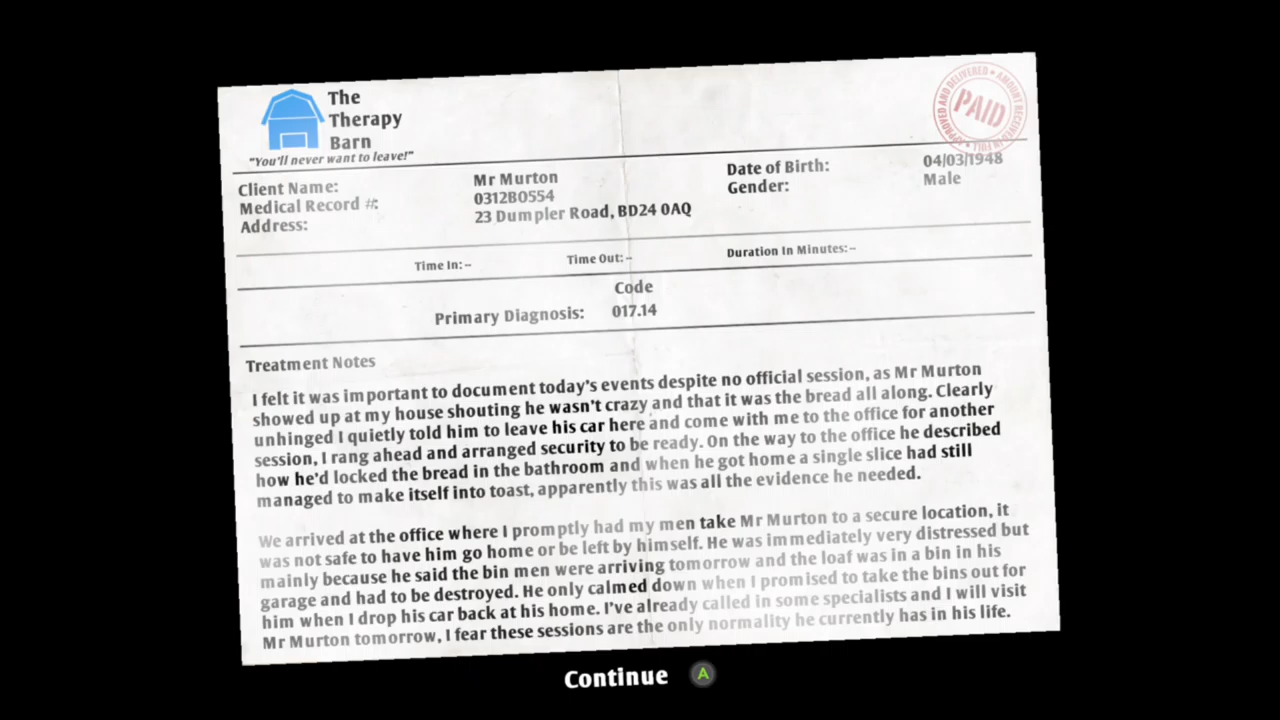 The
Therapy
Barn
"You'll never want to leave!"
APPROVED AND DELIVERED • AMOUNT RECEIVED IN FULL
PAID
Client Name: Mr Murton
Medical Record #: 0312B0554
Address: 23 Dumpler Road, BD24 0AQ
Date of Birth: 04/03/1948
Gender: Male
Time In:– Time Out:– Duration In Minutes:–
Code
Primary Diagnosis: 017.14
Treatment Notes
I felt it was important to document today's events despite no official session, as Mr Murton
showed up at my house shouting he wasn't crazy and that it was the bread all along. Clearly
unhinged I quietly told him to leave his car here and come with me to the office for another
session, I rang ahead and arranged security to be ready. On the way to the office he described
how he'd locked the bread in the bathroom and when he got home a single slice had still
managed to make itself into toast, apparently this was all the evidence he needed.
We arrived at the office where I promptly had my men take Mr Murton to a secure location, it
was not safe to have him go home or be left by himself. He was immediately very distressed but
mainly because he said the bin men were arriving tomorrow and the loaf was in a bin in his
garage and had to be destroyed. He only calmed down when I promised to take the bins out for
him when I drop his car back at his home. I've already called in some specialists and I will visit
Mr Murton tomorrow, I fear these sessions are the only normality he currently has in his life.
Continue A